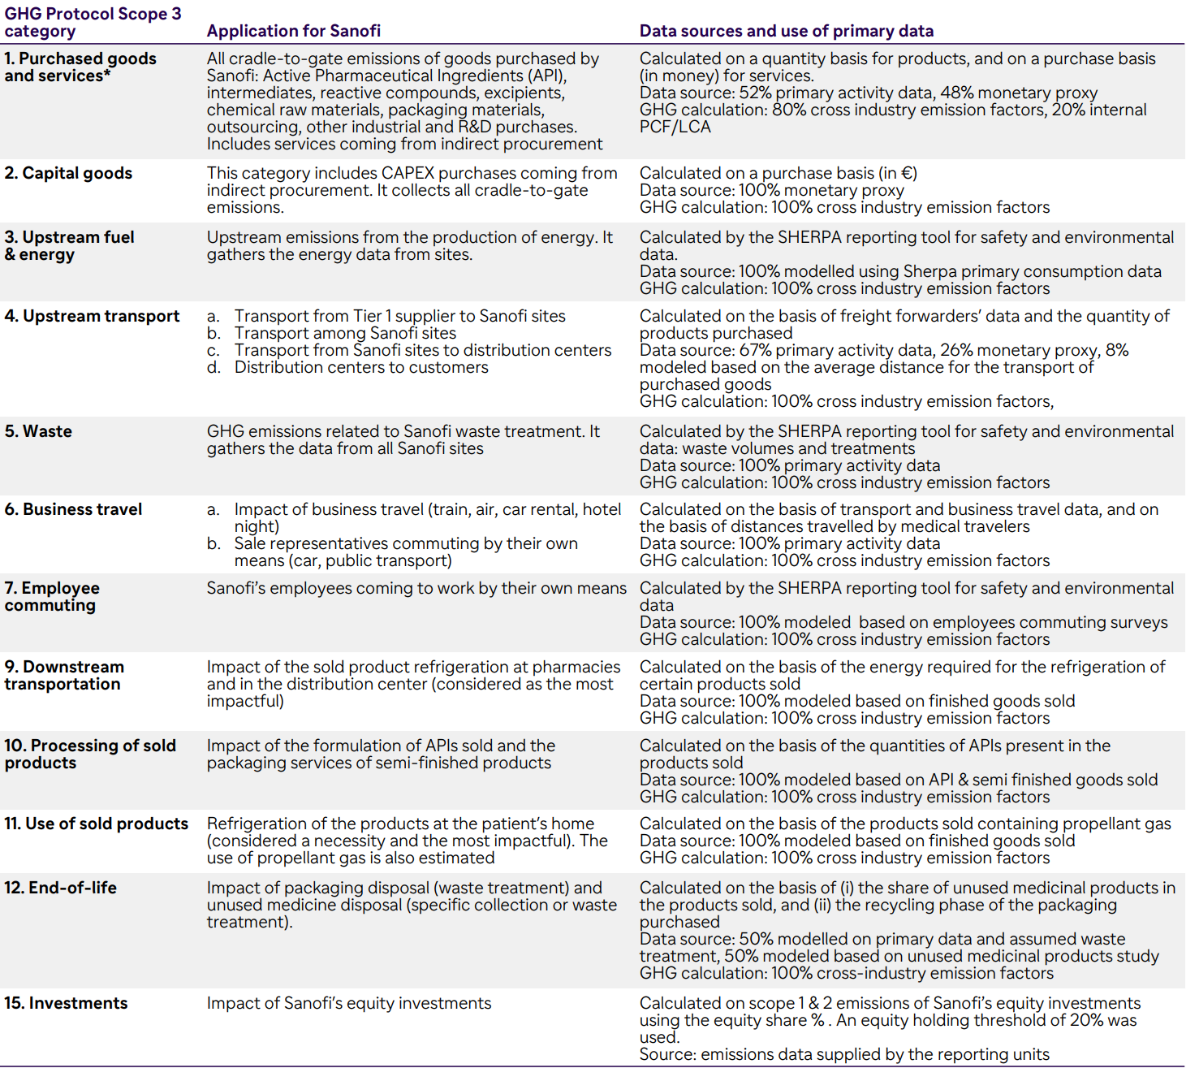 GHG Protocol Scope 3
category
Application for Sanofi
Data sources and use of primary data
1. Purchased goods
and services*
All cradle-to-gate emissions of goods purchased by
Sanofi: Active Pharmaceutical Ingredients (API),
intermediates, reactive compounds, excipients,
chemical raw materials, packaging materials,
outsourcing, other industrial and R&D purchases.
Includes services coming from indirect procurement
Calculated on a quantity basis for products, and on a purchase basis
(in money) for services.
Data source: 52% primary activity data, 48% monetary proxy
GHG calculation: 80% cross industry emission factors, 20% internal
PCF/LCA
2. Capital goods
This category includes CAPEX purchases coming from
indirect procurement. It collects all cradle-to-gate
emissions.
Calculated on a purchase basis (in €)
Data source: 100% monetary proxy
GHG calculation: 100% cross industry emission factors
3. Upstream fuel
& energy
Upstream emissions from the production of energy. It
gathers the energy data from sites.
Calculated by the SHERPA reporting tool for safety and environmental
data.
Data source: 100% modelled using Sherpa primary consumption data
GHG calculation: 100% cross industry emission factors
4. Upstream transport
a. Transport from Tier 1 supplier to Sanofi sites
b. Transport among Sanofi sites
c. Transport from Sanofi sites to distribution centers
d. Distribution centers to customers
Calculated on the basis of freight forwarders' data and the quantity of
products purchased
Data source: 67% primary activity data, 26% monetary proxy, 8%
modeled based on the average distance for the transport of
purchased goods
GHG calculation: 100% cross industry emission factors,
5. Waste
GHG emissions related to Sanofi waste treatment. It
gathers the data from all Sanofi sites
Calculated by the SHERPA reporting tool for safety and environmental
data: waste volumes and treatments
Data source: 100% primary activity data
GHG calculation: 100% cross industry emission factors
6. Business travel
a. Impact of business travel (train, air, car rental, hotel
night)
b. Sale representatives commuting by their own
means (car, public transport)
Calculated on the basis of transport and business travel data, and on
the basis of distances travelled by medical travelers
Data source: 100% primary activity data
GHG calculation: 100% cross industry emission factors
7. Employee
commuting
Sanofi's employees coming to work by their own means
Calculated by the SHERPA reporting tool for safety and environmental
data
Data source: 100% modeled based on employees commuting surveys
GHG calculation: 100% cross industry emission factors
9. Downstream
transportation
Impact of the sold product refrigeration at pharmacies
and in the distribution center (considered as the most
impactful)
Calculated on the basis of the energy required for the refrigeration of
certain products sold
Data source: 100% modeled based on finished goods sold
GHG calculation: 100% cross industry emission factors
10. Processing of sold
products
Impact of the formulation of APIs sold and the
packaging services of semi-finished products
Calculated on the basis of the quantities of APIs present in the
products sold
Data source: 100% modeled based on API & semi finished goods sold
GHG calculation: 100% cross industry emission factors
11. Use of sold products
Refrigeration of the products at the patient's home
(considered a necessity and the most impactful). The
use of propellant gas is also estimated
Calculated on the basis of the products sold containing propellant gas
Data source: 100% modeled based on finished goods sold
GHG calculation: 100% cross industry emission factors
12. End-of-life
Impact of packaging disposal (waste treatment) and
unused medicine disposal (specific collection or waste
treatment).
Calculated on the basis of (i) the share of unused medicinal products in
the products sold, and (ii) the recycling phase of the packaging
purchased
Data source: 50% modelled on primary data and assumed waste
treatment, 50% modeled based on unused medicinal products study
GHG calculation: 100% cross-industry emission factors
15. Investments
Impact of Sanofi's equity investments
Calculated on scope 1 & 2 emissions of Sanofi's equity investments
using the equity share % . An equity holding threshold of 20% was
used.
Source: emissions data supplied by the reporting units